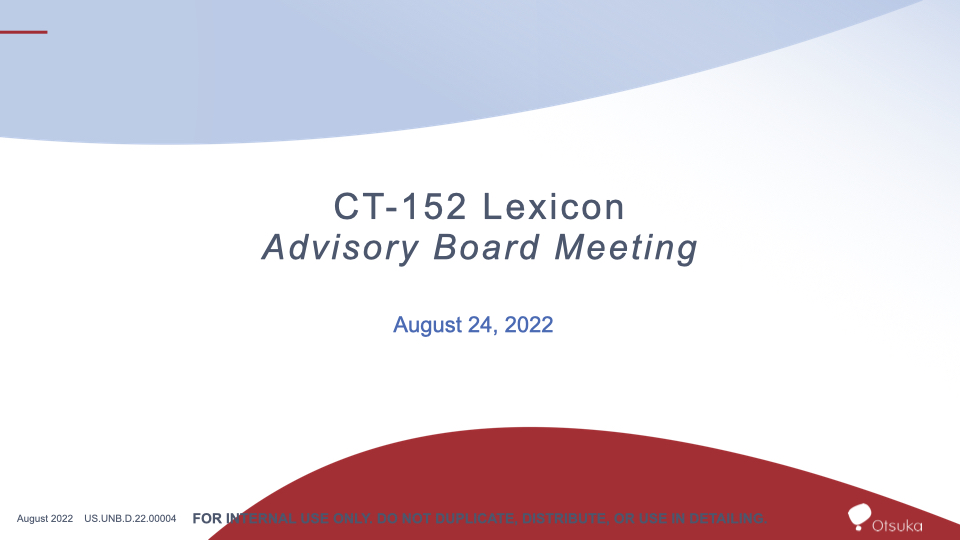 CT-152 Lexicon
Advisory Board Meeting
August 24, 2022
August 2022 US.UNB.D.22.00004 FOR INTERNAL USE ONLY. DO NOT DUPLICATE, DISTRIBUTE, OR USE IN DETAILING.
Otsuka